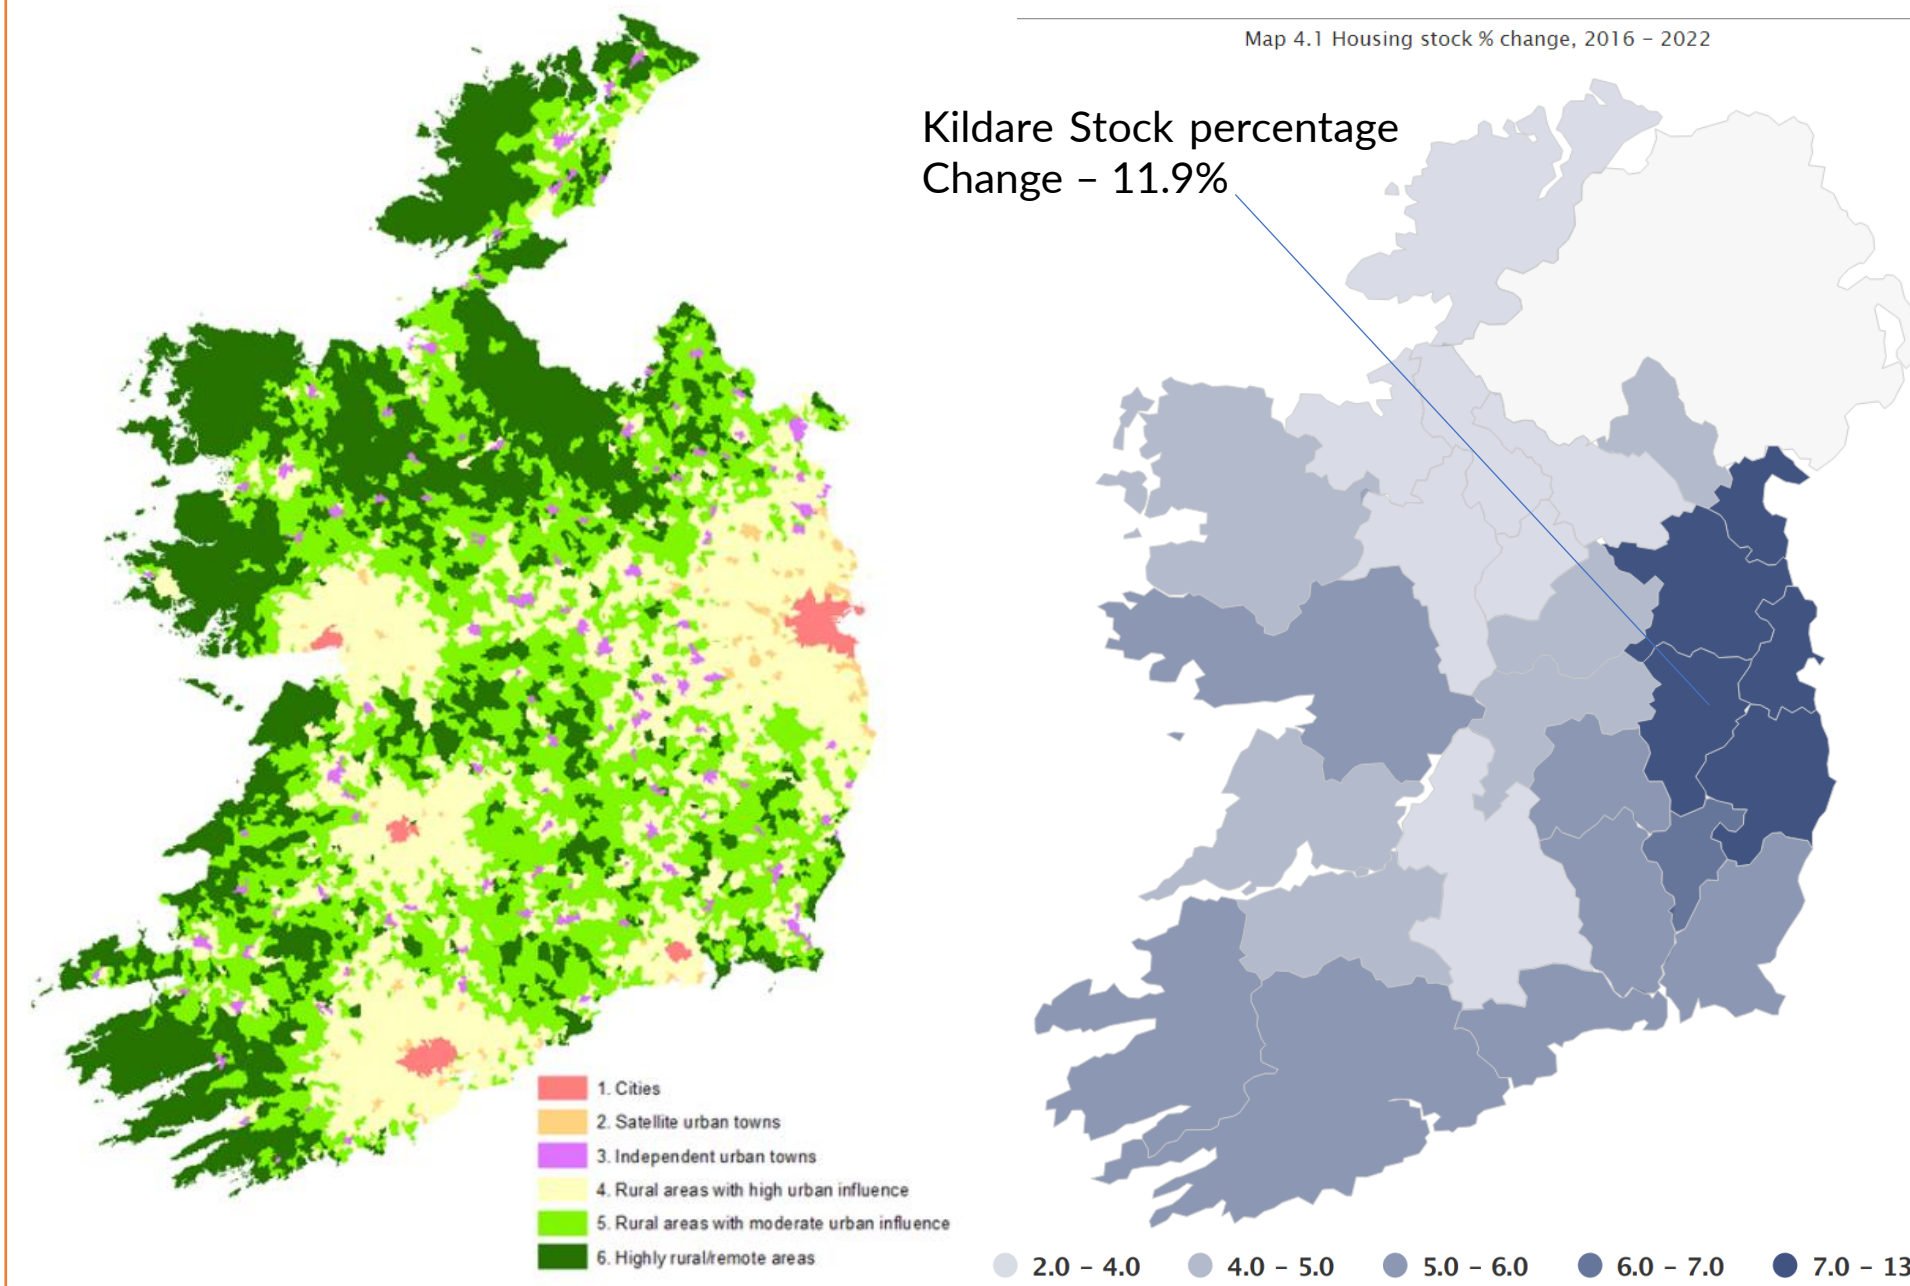 Map 4.1 Housing stock % change, 2016 – 2022
Kildare Stock percentage
Change – 11.9%
1. Cities
2. Satellite urban towns
3. Independent urban towns
4. Rural areas with high urban influence
5. Rural areas with moderate urban influence
6. Highly rural/remote areas
2.0 – 4.0
4.0 – 5.0
5.0 – 6.0
6.0 – 7.0
7.0 – 13